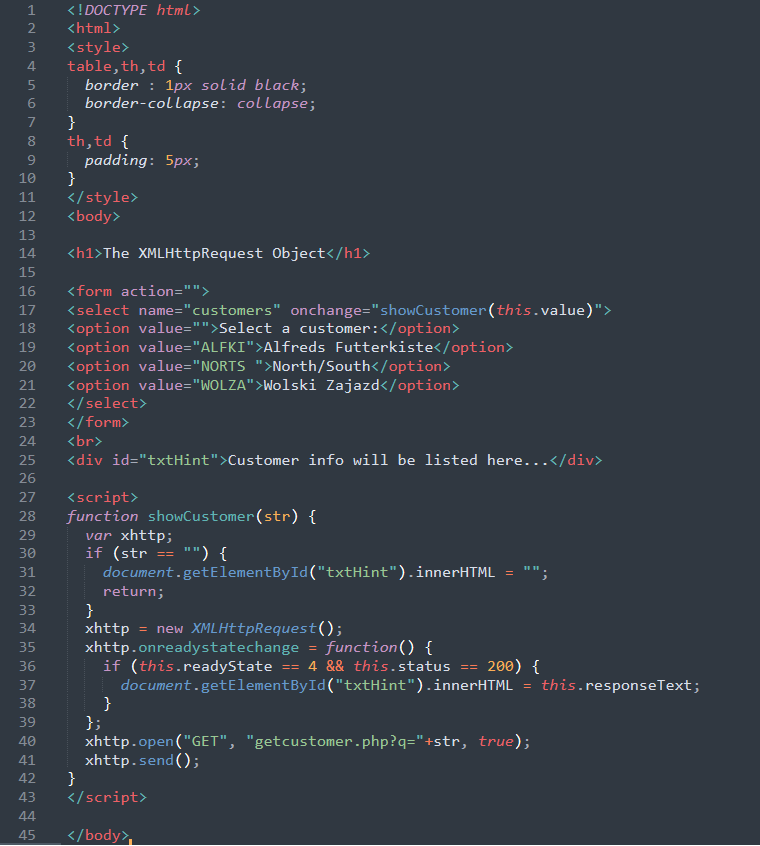 1 <!DOCTYPE html>
2 <html>
3 <style>
4 table,th,td {
5   border : 1px solid black;
6   border-collapse: collapse;
7 }
8 th,td {
9   padding: 5px;
10 }
11 </style>
12 <body>
13
14 <h1>The XMLHttpRequest Object</h1>
15
16 <form action="">
17 <select name="customers" onchange="showCustomer(this.value)">
18 <option value="">Select a customer:</option>
19 <option value="ALFKI">Alfreds Futterkiste</option>
20 <option value="NORTS ">North/South</option>
21 <option value="WOLZA">Wolski Zajazd</option>
22 </select>
23 </form>
24 <br>
25 <div id="txtHint">Customer info will be listed here...</div>
26
27 <script>
28 function showCustomer(str) {
29   var xhttp;
30   if (str == "") {
31     document.getElementById("txtHint").innerHTML = "";
32     return;
33   }
34   xhttp = new XMLHttpRequest();
35   xhttp.onreadystatechange = function() {
36     if (this.readyState == 4 && this.status == 200) {
37       document.getElementById("txtHint").innerHTML = this.responseText;
38     }
39   };
40   xhttp.open("GET", "getcustomer.php?q="+str, true);
41   xhttp.send();
42 }
43 </script>
44
45 </body>